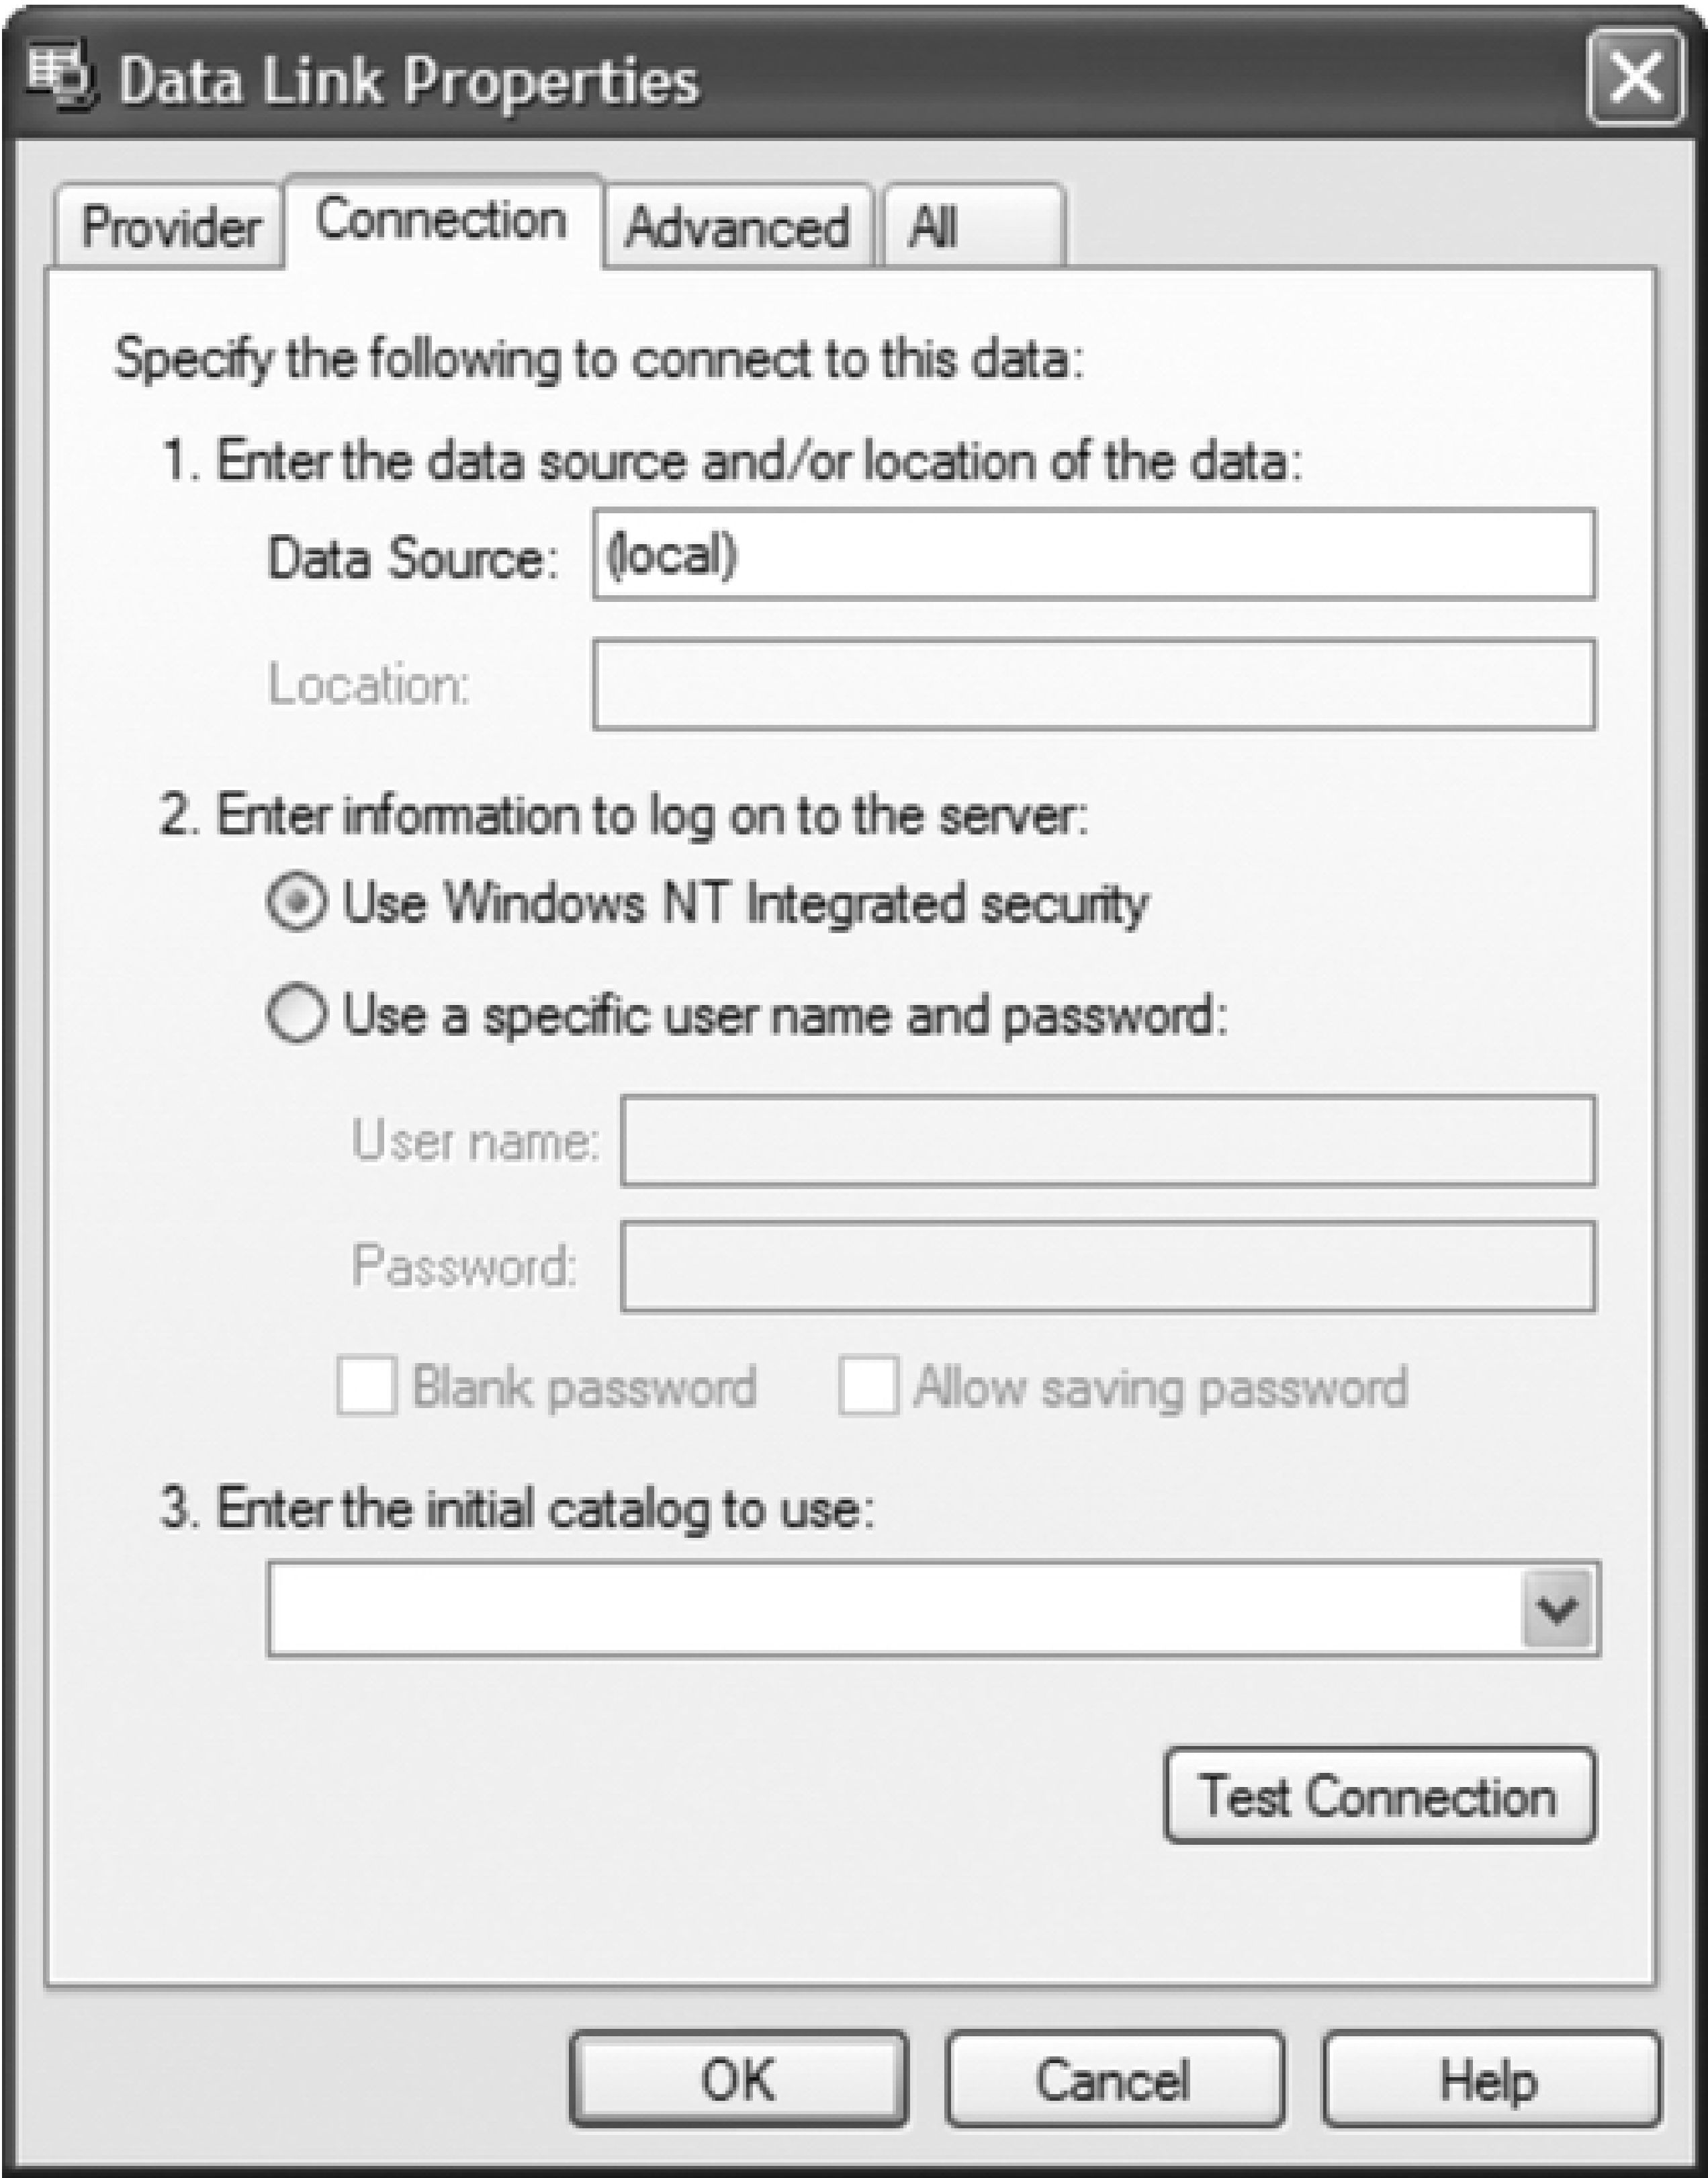 Data Link Properties
Provider Connection Advanced All
Specify the following to connect to this data:
1. Enter the data source and/or location of the data:
Data Source: (local)
Location:
2. Enter information to log on to the server:
Use Windows NT Integrated security
Use a specific user name and password:
User name:
Password:
Blank password Allow saving password
3. Enter the initial catalog to use:
Test Connection
OK Cancel Help